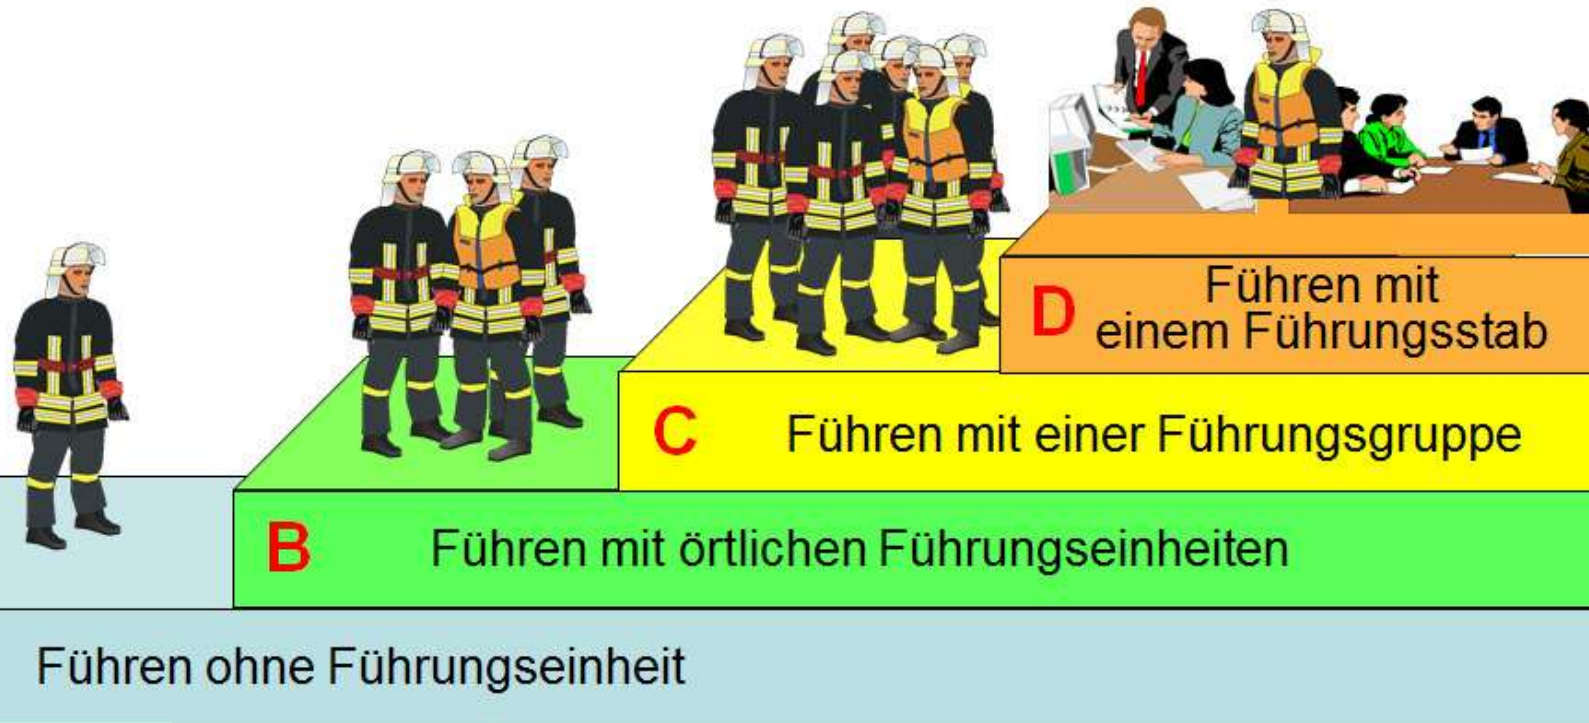 D
Führen mit
einem Führungsstab
C
Führen mit einer Führungsgruppe
B
Führen mit örtlichen Führungseinheiten
Führen ohne Führungseinheit